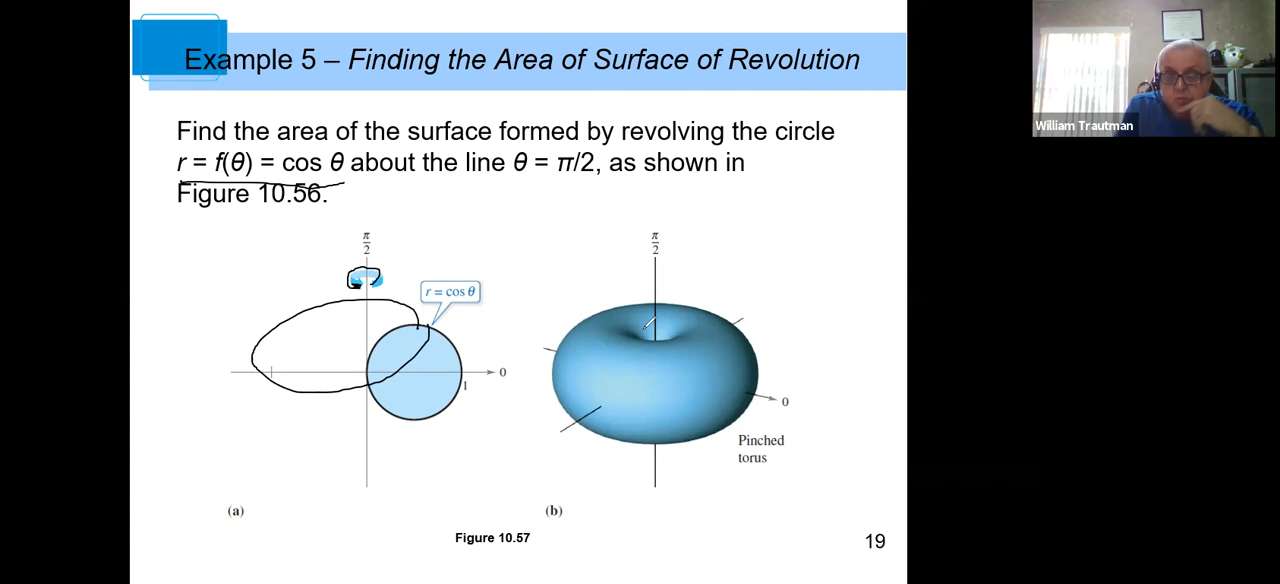 Example 5 – Finding the Area of Surface of Revolution
William Trautman
Find the area of the surface formed by revolving the circle
r = f(θ) = cos θ about the line θ = π/2, as shown in
Figure 10.56.
π/2
r = cos θ
0
1
(a)
π/2
0
Pinched
torus
(b)
Figure 10.57
19